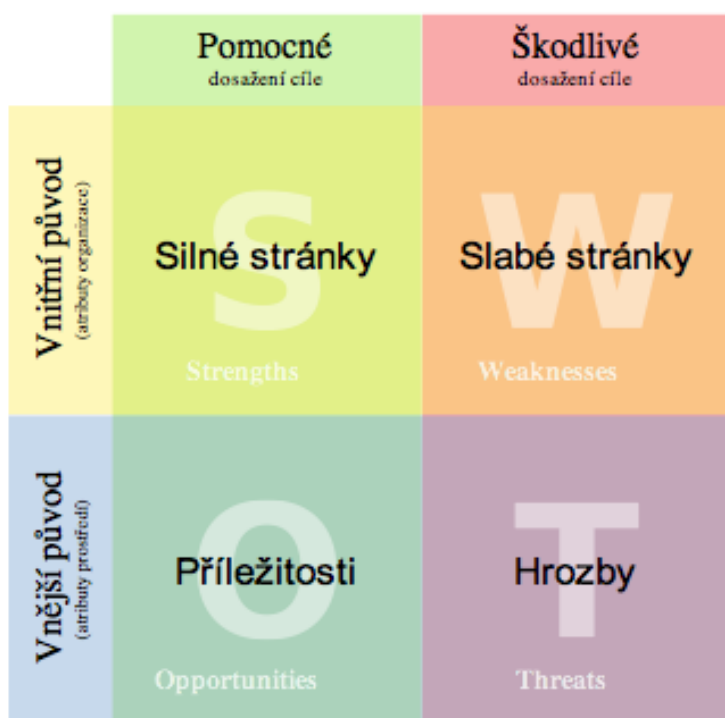 Pomocné
dosažení cíle
Škodlivé
dosažení cíle
Vnitřní původ
(atributy organizace)
S
Silné stránky
Strengths
W
Slabé stránky
Weaknesses
Vnější původ
(atributy prostředí)
O
Příležitosti
Opportunities
T
Hrozby
Threats